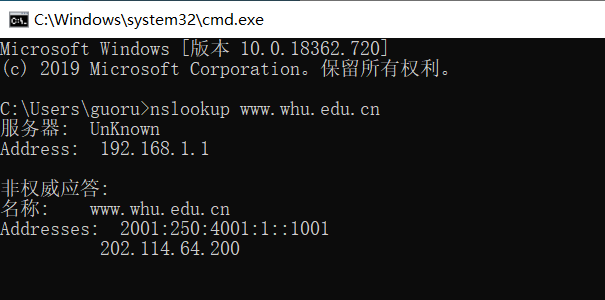 C:\Windows\system32\cmd.exe
Microsoft Windows [版本 10.0.18362.720]
(c) 2019 Microsoft Corporation。保留所有权利。
C:\Users\guoru>nslookup www.whu.edu.cn
服务器:  UnKnown
Address:  192.168.1.1
非权威应答:
名称:    www.whu.edu.cn
Addresses:  2001:250:4001:1::1001
202.114.64.200